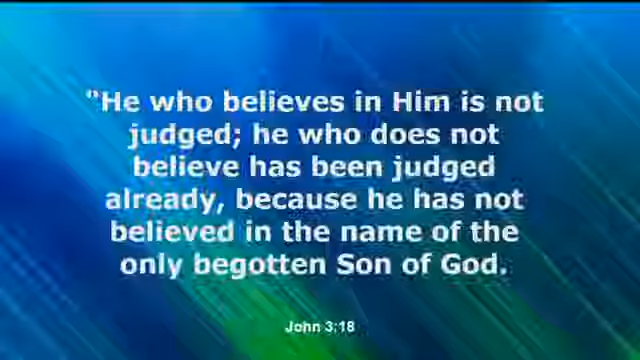 "He who believes in Him is not
judged; he who does not
believe has been judged
already, because he has not
believed in the name of the
only begotten Son of God.
John 3:18